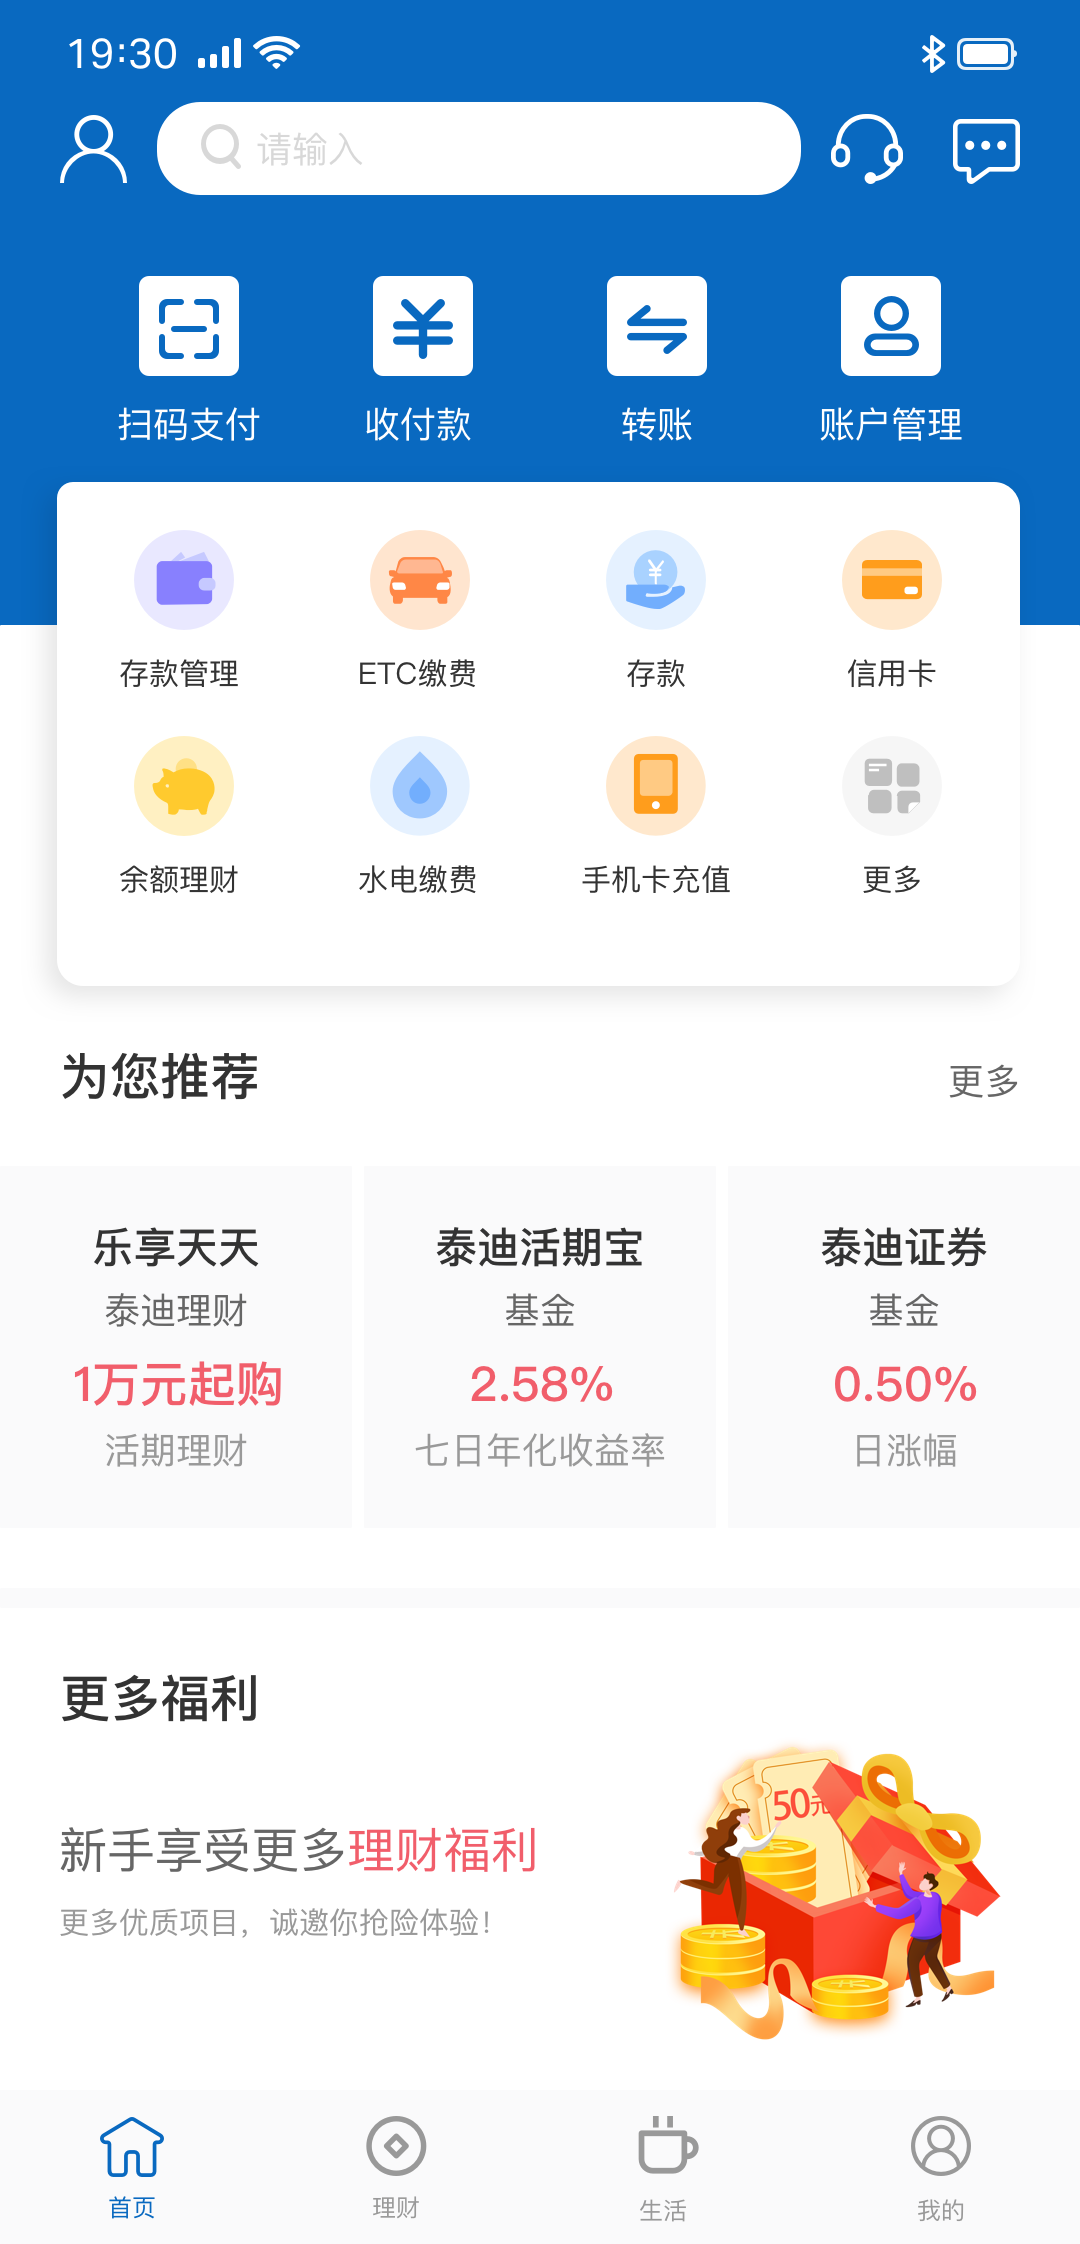 19:30
请输入
扫码支付 收付款 转账 账户管理
存款管理 ETC缴费 存款 信用卡
余额理财 水电缴费 手机卡充值 更多
为您推荐 更多
乐享天天 泰迪活期宝 泰迪证券
泰迪理财 基金 基金
1万元起购 2.58% 0.50%
活期理财 七日年化收益率 日涨幅
更多福利
50元
新手享受更多理财福利
更多优质项目，诚邀你抢险体验！
首页 理财 生活 我的